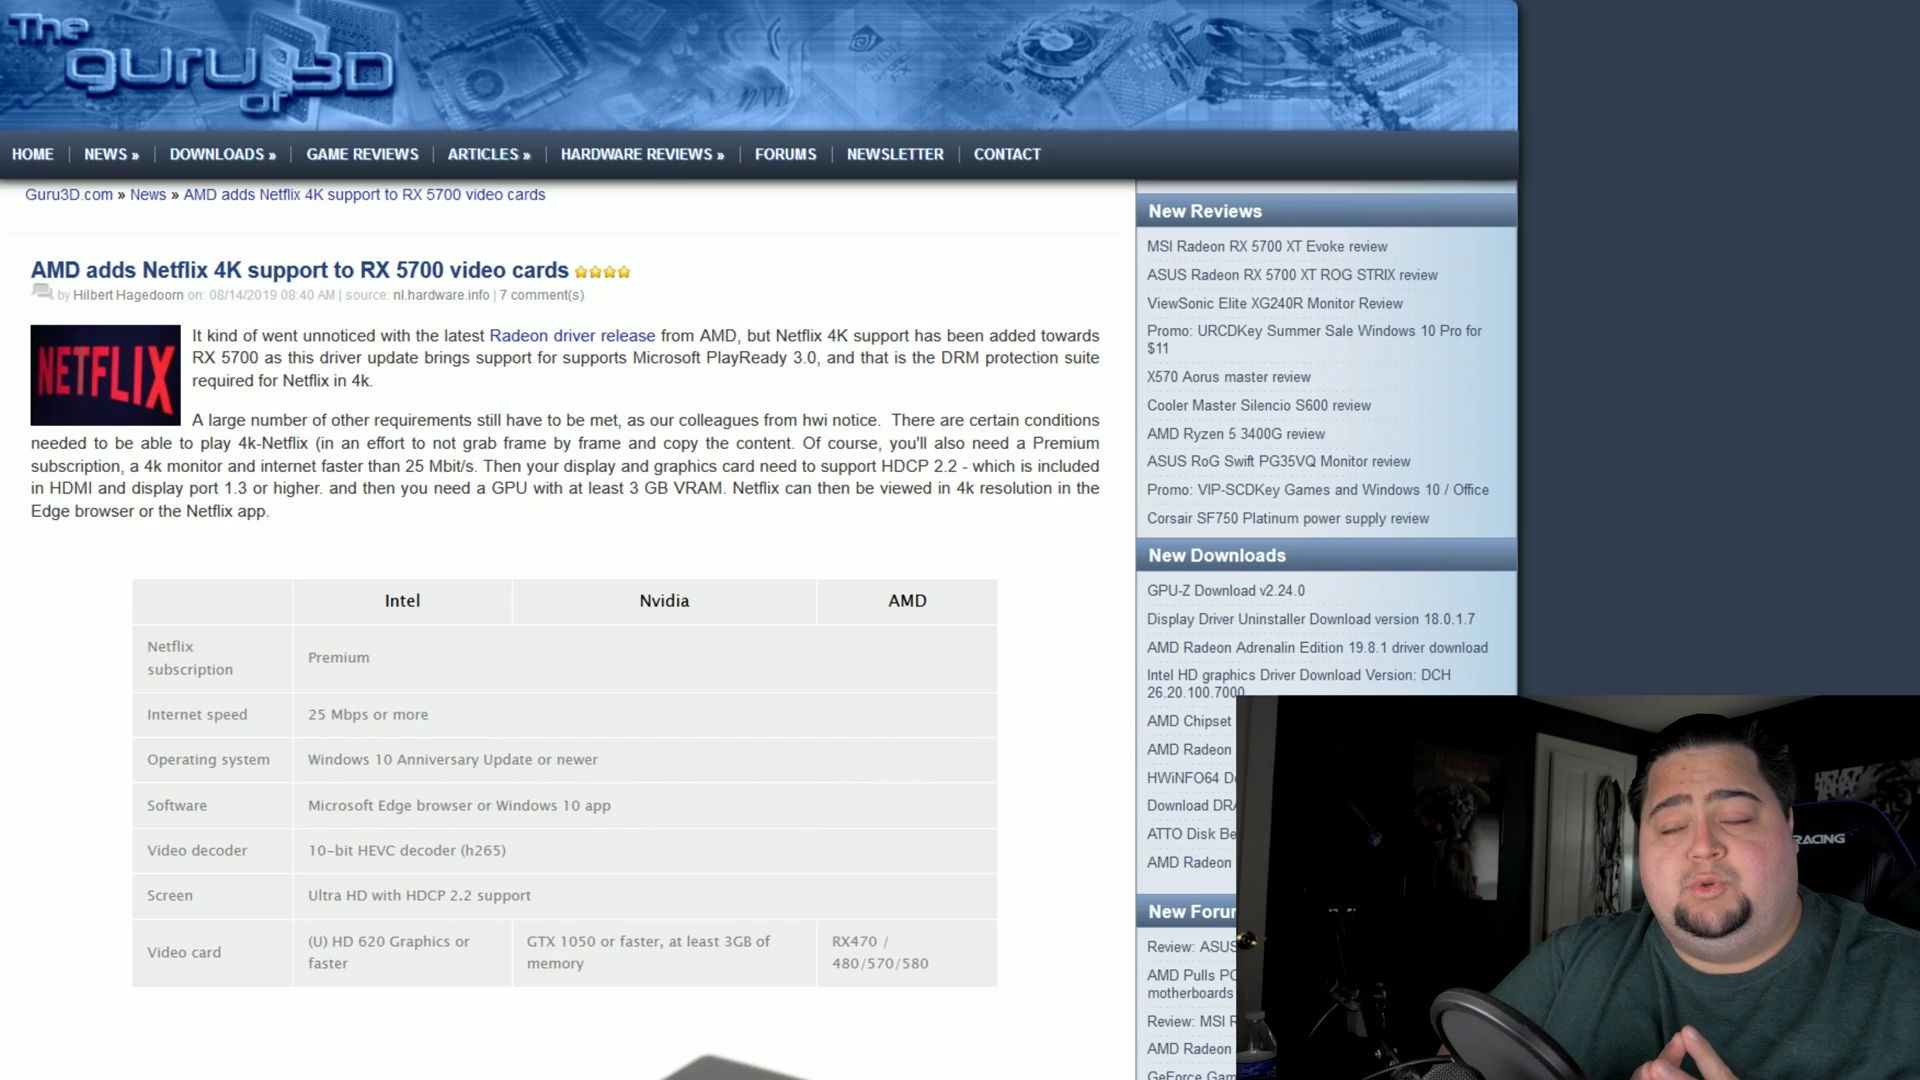 The
guru
of
3D
HOME
NEWS »
DOWNLOADS »
GAME REVIEWS
ARTICLES »
HARDWARE REVIEWS »
FORUMS
NEWSLETTER
CONTACT
Guru3D.com » News » AMD adds Netflix 4K support to RX 5700 video cards
AMD adds Netflix 4K support to RX 5700 video cards
by Hilbert Hagedoorn on: 08/14/2019 08:40 AM | source: nl.hardware.info | 7 comment(s)
NETFLIX
It kind of went unnoticed with the latest Radeon driver release from AMD, but Netflix 4K support has been added towards
RX 5700 as this driver update brings support for supports Microsoft PlayReady 3.0, and that is the DRM protection suite
required for Netflix in 4k.
A large number of other requirements still have to be met, as our colleagues from hwi notice. There are certain conditions
needed to be able to play 4k-Netflix (in an effort to not grab frame by frame and copy the content. Of course, you'll also need a Premium
subscription, a 4k monitor and internet faster than 25 Mbit/s. Then your display and graphics card need to support HDCP 2.2 - which is included
in HDMI and display port 1.3 or higher. and then you need a GPU with at least 3 GB VRAM. Netflix can then be viewed in 4k resolution in the
Edge browser or the Netflix app.
Intel
Nvidia
AMD
Netflix
subscription
Premium
Internet speed
25 Mbps or more
Operating system
Windows 10 Anniversary Update or newer
Software
Microsoft Edge browser or Windows 10 app
Video decoder
10-bit HEVC decoder (h265)
Screen
Ultra HD with HDCP 2.2 support
Video card
(U) HD 620 Graphics or
faster
GTX 1050 or faster, at least 3GB of
memory
RX470 /
480/570/580
New Reviews
MSI Radeon RX 5700 XT Evoke review
ASUS Radeon RX 5700 XT ROG STRIX review
ViewSonic Elite XG240R Monitor Review
Promo: URCDKey Summer Sale Windows 10 Pro for
$11
X570 Aorus master review
Cooler Master Silencio S600 review
AMD Ryzen 5 3400G review
ASUS RoG Swift PG35VQ Monitor review
Promo: VIP-SCDKey Games and Windows 10 / Office
Corsair SF750 Platinum power supply review
New Downloads
GPU-Z Download v2.24.0
Display Driver Uninstaller Download version 18.0.1.7
AMD Radeon Adrenalin Edition 19.8.1 driver download
Intel HD graphics Driver Download Version: DCH
26.20.100.7000
AMD Chipset
AMD Radeon
HWiNFO64
Download
ATTO Disk
AMD Radeon
New
Review: ASUS
AMD Pulls
motherboards
Review: MSI
AMD Radeon
GeForce
RACING